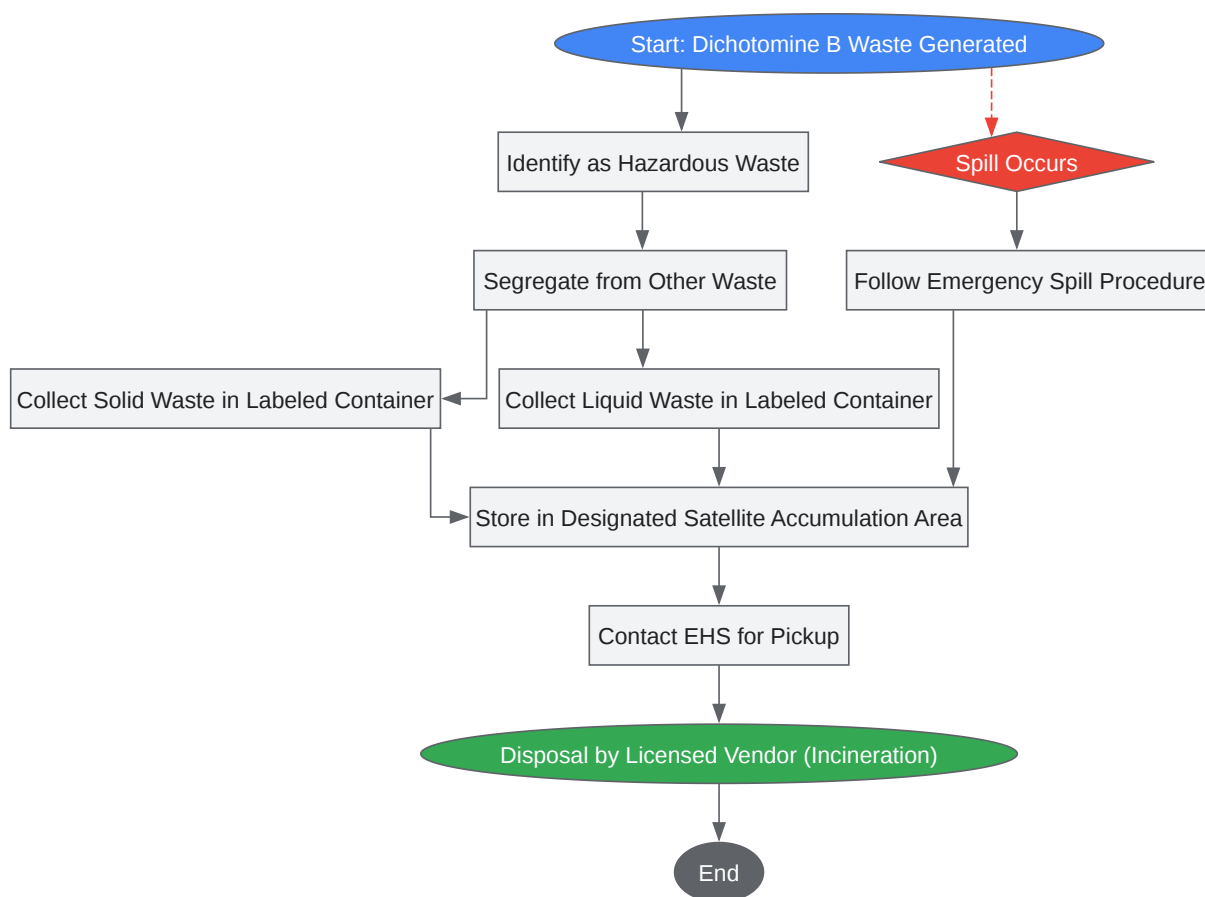 Start: Dichotomine B Waste Generated
Identify as Hazardous Waste
Spill Occurs
Segregate from Other Waste
Follow Emergency Spill Procedure
Collect Solid Waste in Labeled Container
Collect Liquid Waste in Labeled Container
Store in Designated Satellite Accumulation Area
Contact EHS for Pickup
Disposal by Licensed Vendor (Incineration)
End